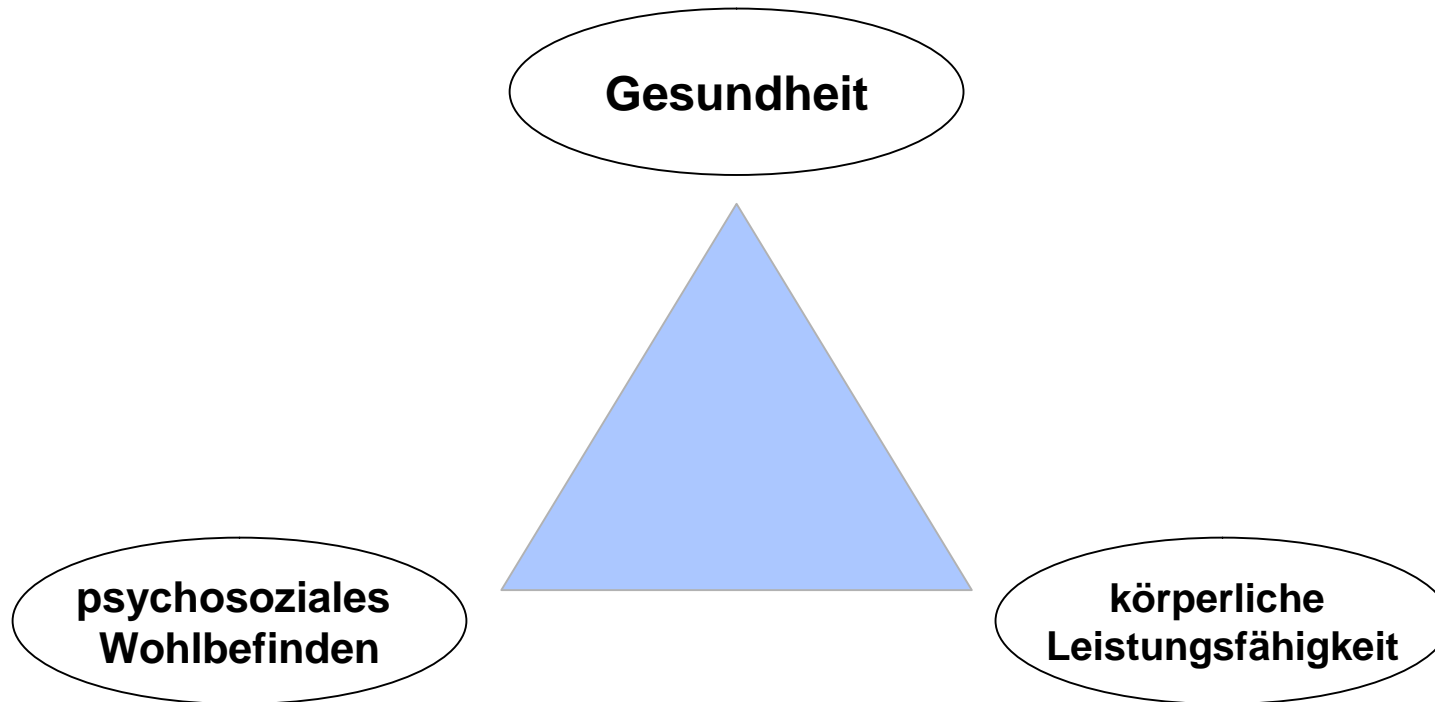 Gesundheit
psychosoziales
Wohlbefinden
körperliche
Leistungsfähigkeit